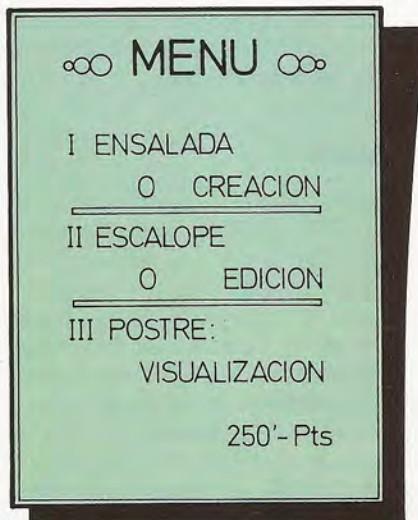 MENU
I ENSALADA
O CREACION
II ESCALOPE
O EDICION
III POSTRE:
VISUALIZACION
250'-Pts